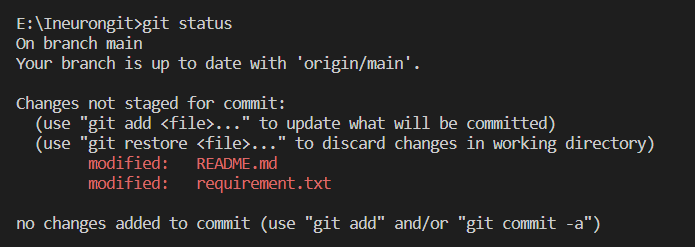 E:\Ineurongit>git status
On branch main
Your branch is up to date with 'origin/main'.
Changes not staged for commit:
(use "git add <file>..." to update what will be committed)
(use "git restore <file>..." to discard changes in working directory)
modified: README.md
modified: requirement.txt
no changes added to commit (use "git add" and/or "git commit -a")